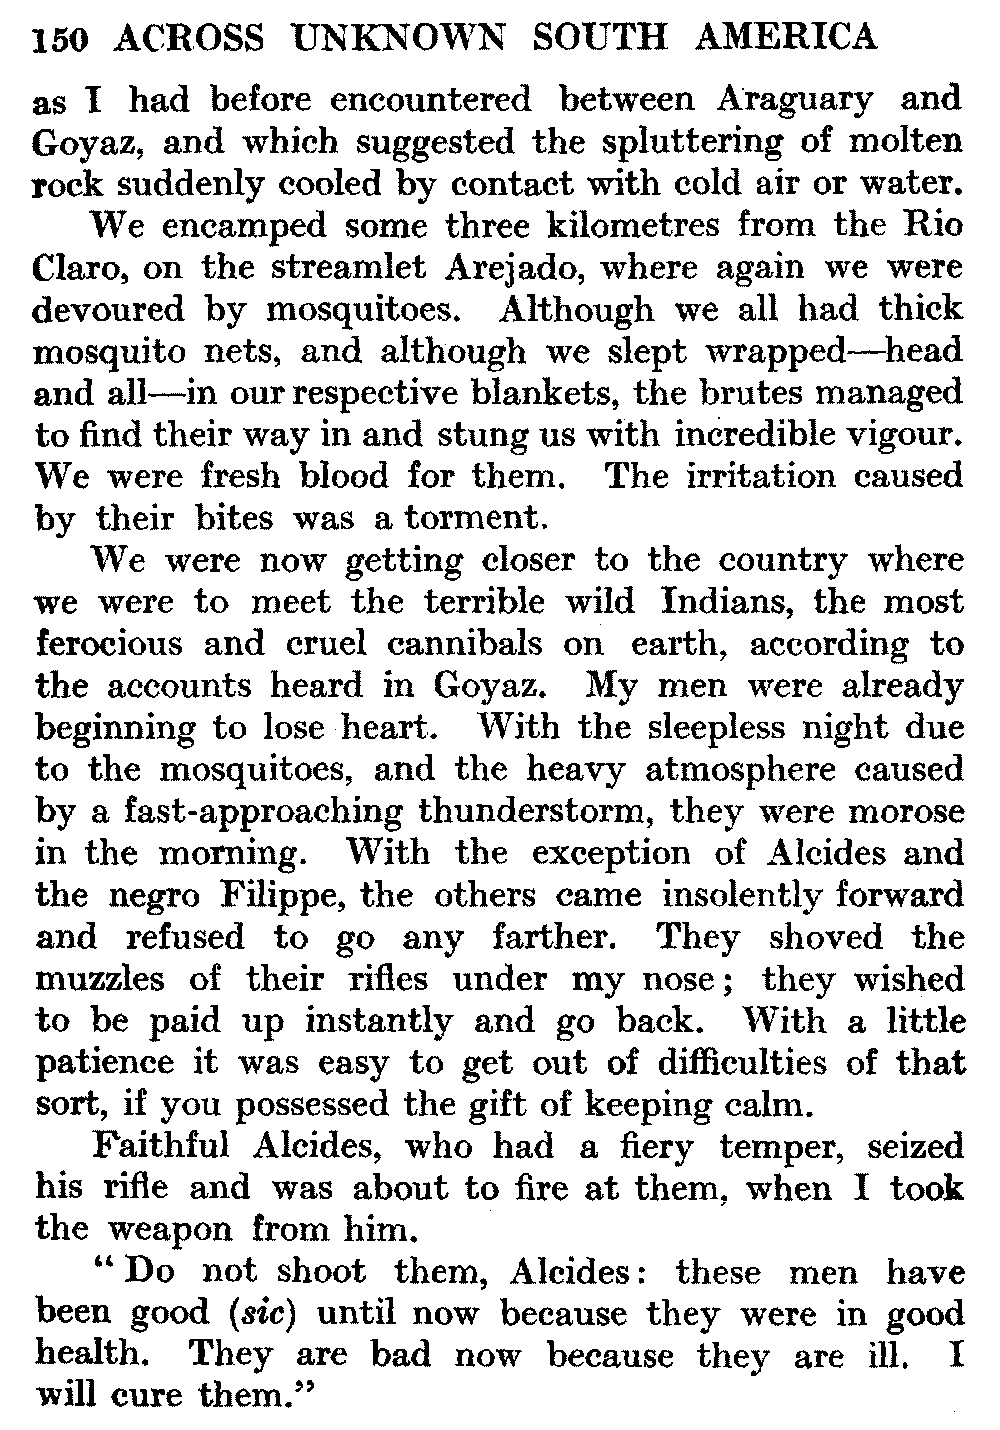 150 ACROSS UNKNOWN SOUTH AMERICA
as I had before encountered between Araguary and
Goyaz, and which suggested the spluttering of molten
rock suddenly cooled by contact with cold air or water.
We encamped some three kilometres from the Rio
Claro, on the streamlet Arejado, where again we were
devoured by mosquitoes. Although we all had thick
mosquito nets, and although we slept wrapped—head
and all—in our respective blankets, the brutes managed
to find their way in and stung us with incredible vigour.
We were fresh blood for them. The irritation caused
by their bites was a torment.
We were now getting closer to the country where
we were to meet the terrible wild Indians, the most
ferocious and cruel cannibals on earth, according to
the accounts heard in Goyaz. My men were already
beginning to lose heart. With the sleepless night due
to the mosquitoes, and the heavy atmosphere caused
by a fast-approaching thunderstorm, they were morose
in the morning. With the exception of Alcides and
the negro Filippe, the others came insolently forward
and refused to go any farther. They shoved the
muzzles of their rifles under my nose; they wished
to be paid up instantly and go back. With a little
patience it was easy to get out of difficulties of that
sort, if you possessed the gift of keeping calm.
Faithful Alcides, who had a fiery temper, seized
his rifle and was about to fire at them, when I took
the weapon from him.
“Do not shoot them, Alcides: these men have
been good (sic) until now because they were in good
health. They are bad now because they are ill. I
will cure them.”